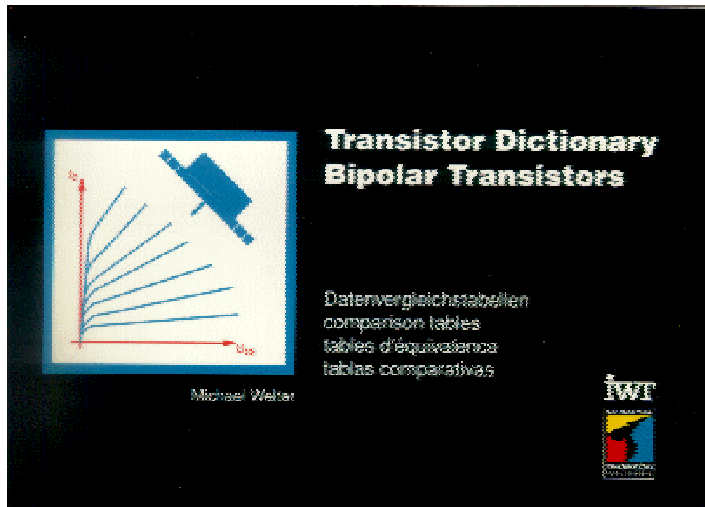 Transistor Dictionary
Bipolar Transistors
Datenvergleichstabellen
comparison tables
tables d'équivalence
tablas comparativas
Michael Welter
iwt